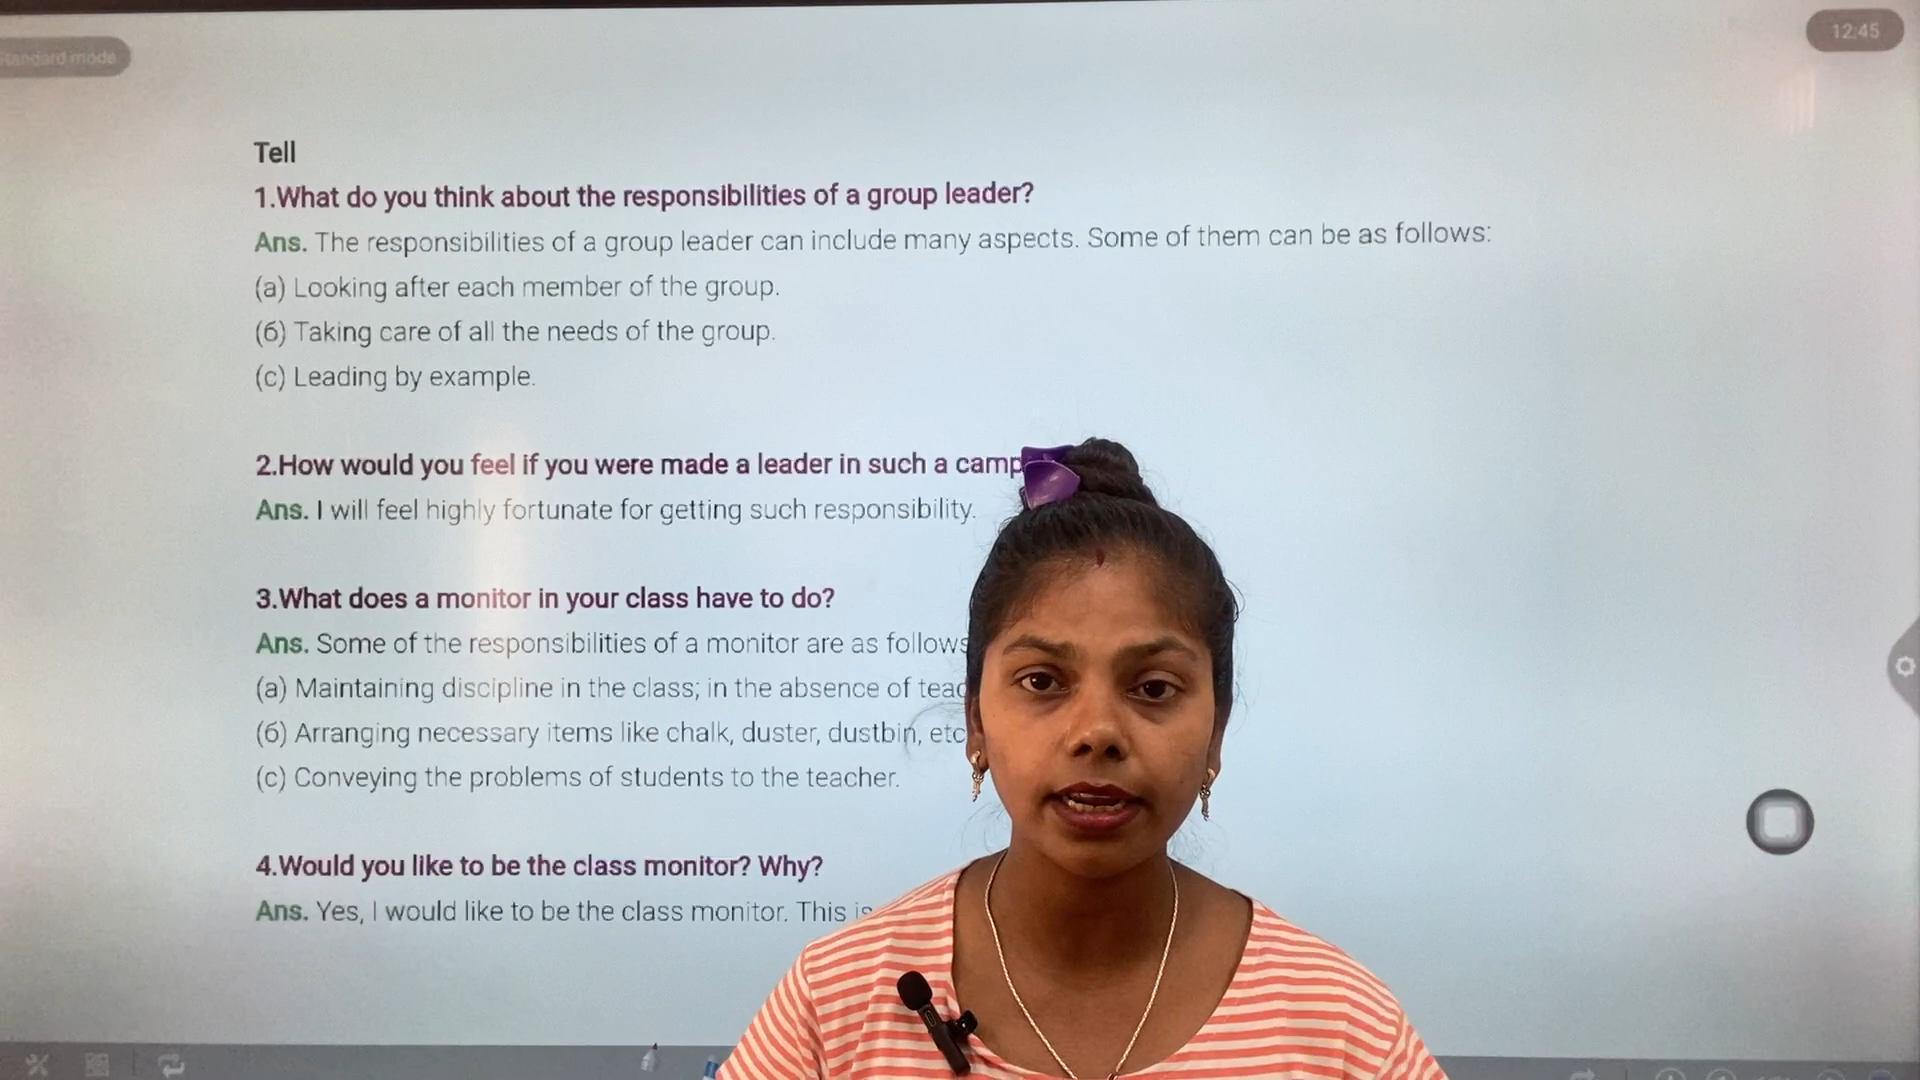 Standard mode
12:45
Tell
1.What do you think about the responsibilities of a group leader?
Ans. The responsibilities of a group leader can include many aspects. Some of them can be as follows:
(a) Looking after each member of the group.
(б) Taking care of all the needs of the group.
(c) Leading by example.
2.How would you feel if you were made a leader in such a camp
Ans. I will feel highly fortunate for getting such responsibility.
3.What does a monitor in your class have to do?
Ans. Some of the responsibilities of a monitor are as follows
(a) Maintaining discipline in the class; in the absence of
(б) Arranging necessary items like chalk, duster, dustbin, etc
(c) Conveying the problems of students to the teacher.
4.Would you like to be the class monitor? Why?
Ans. Yes, I would like to be the class monitor. This is